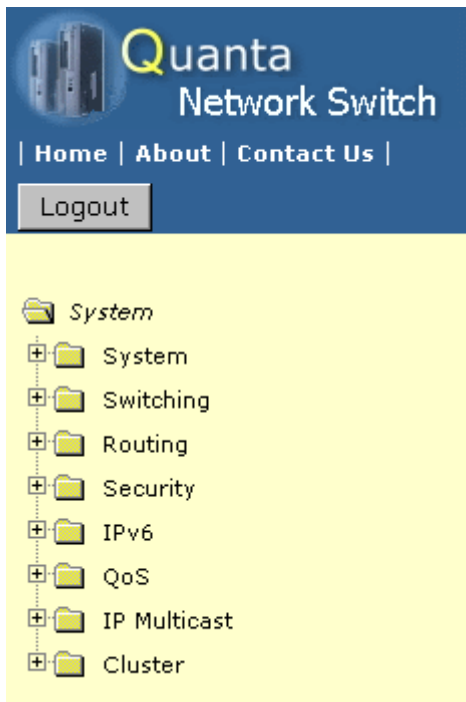 Quanta
Network Switch
| Home | About | Contact Us |
Logout
System
System
Switching
Routing
Security
IPv6
QoS
IP Multicast
Cluster